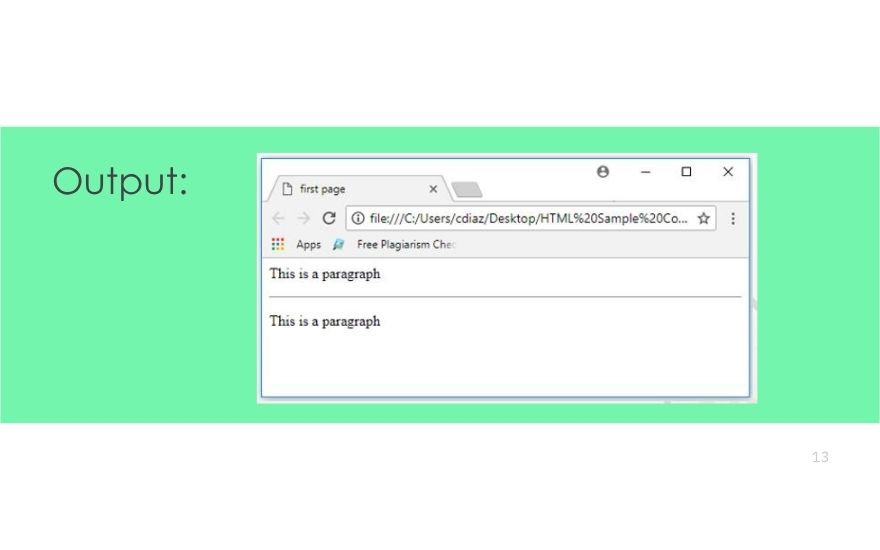 Output:
first page
file:///C:/Users/cdiaz/Desktop/HTML%20Sample%20Co...
Apps Free Plagiarism Chec
This is a paragraph
This is a paragraph
13